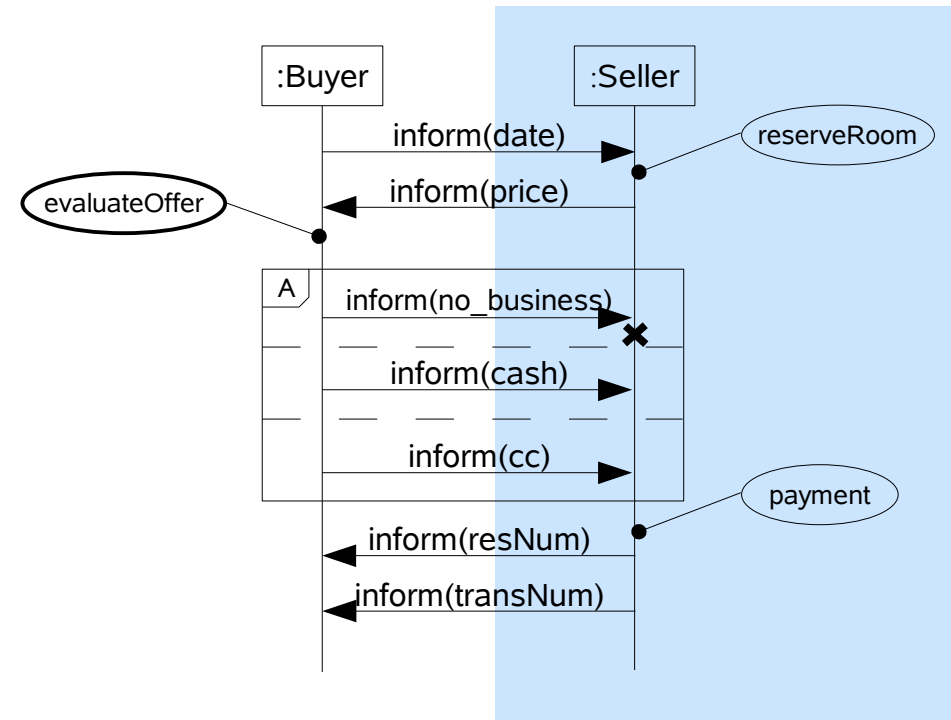 :Buyer
:Seller
inform(date)
reserveRoom
inform(price)
evaluateOffer
A
inform(no_business)
inform(cash)
inform(cc)
payment
inform(resNum)
inform(transNum)